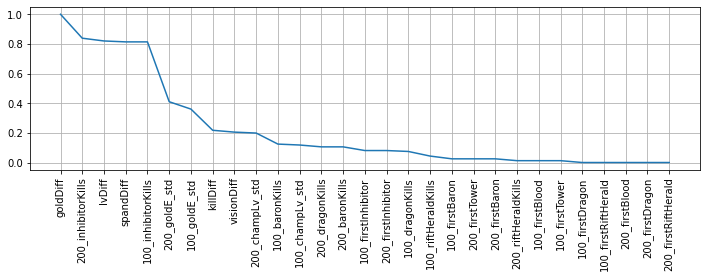 1.0
0.8
0.6
0.4
0.2
0.0
goldDiff
200_inhibitorKills
lvDiff
spandDiff
100_inhibitorKills
200_goldE_std
100_goldE_std
killDiff
visionDiff
200_champLv_std
100_baronKills
100_champLv_std
200_dragonKills
200_baronKills
100_firstInhibitor
200_firstInhibitor
100_dragonKills
100_riftHeraldKills
100_firstBaron
200_firstTower
200_firstBaron
200_riftHeraldKills
100_firstBlood
100_firstTower
100_firstDragon
100_firstRiftHerald
200_firstBlood
200_firstDragon
200_firstRiftHerald